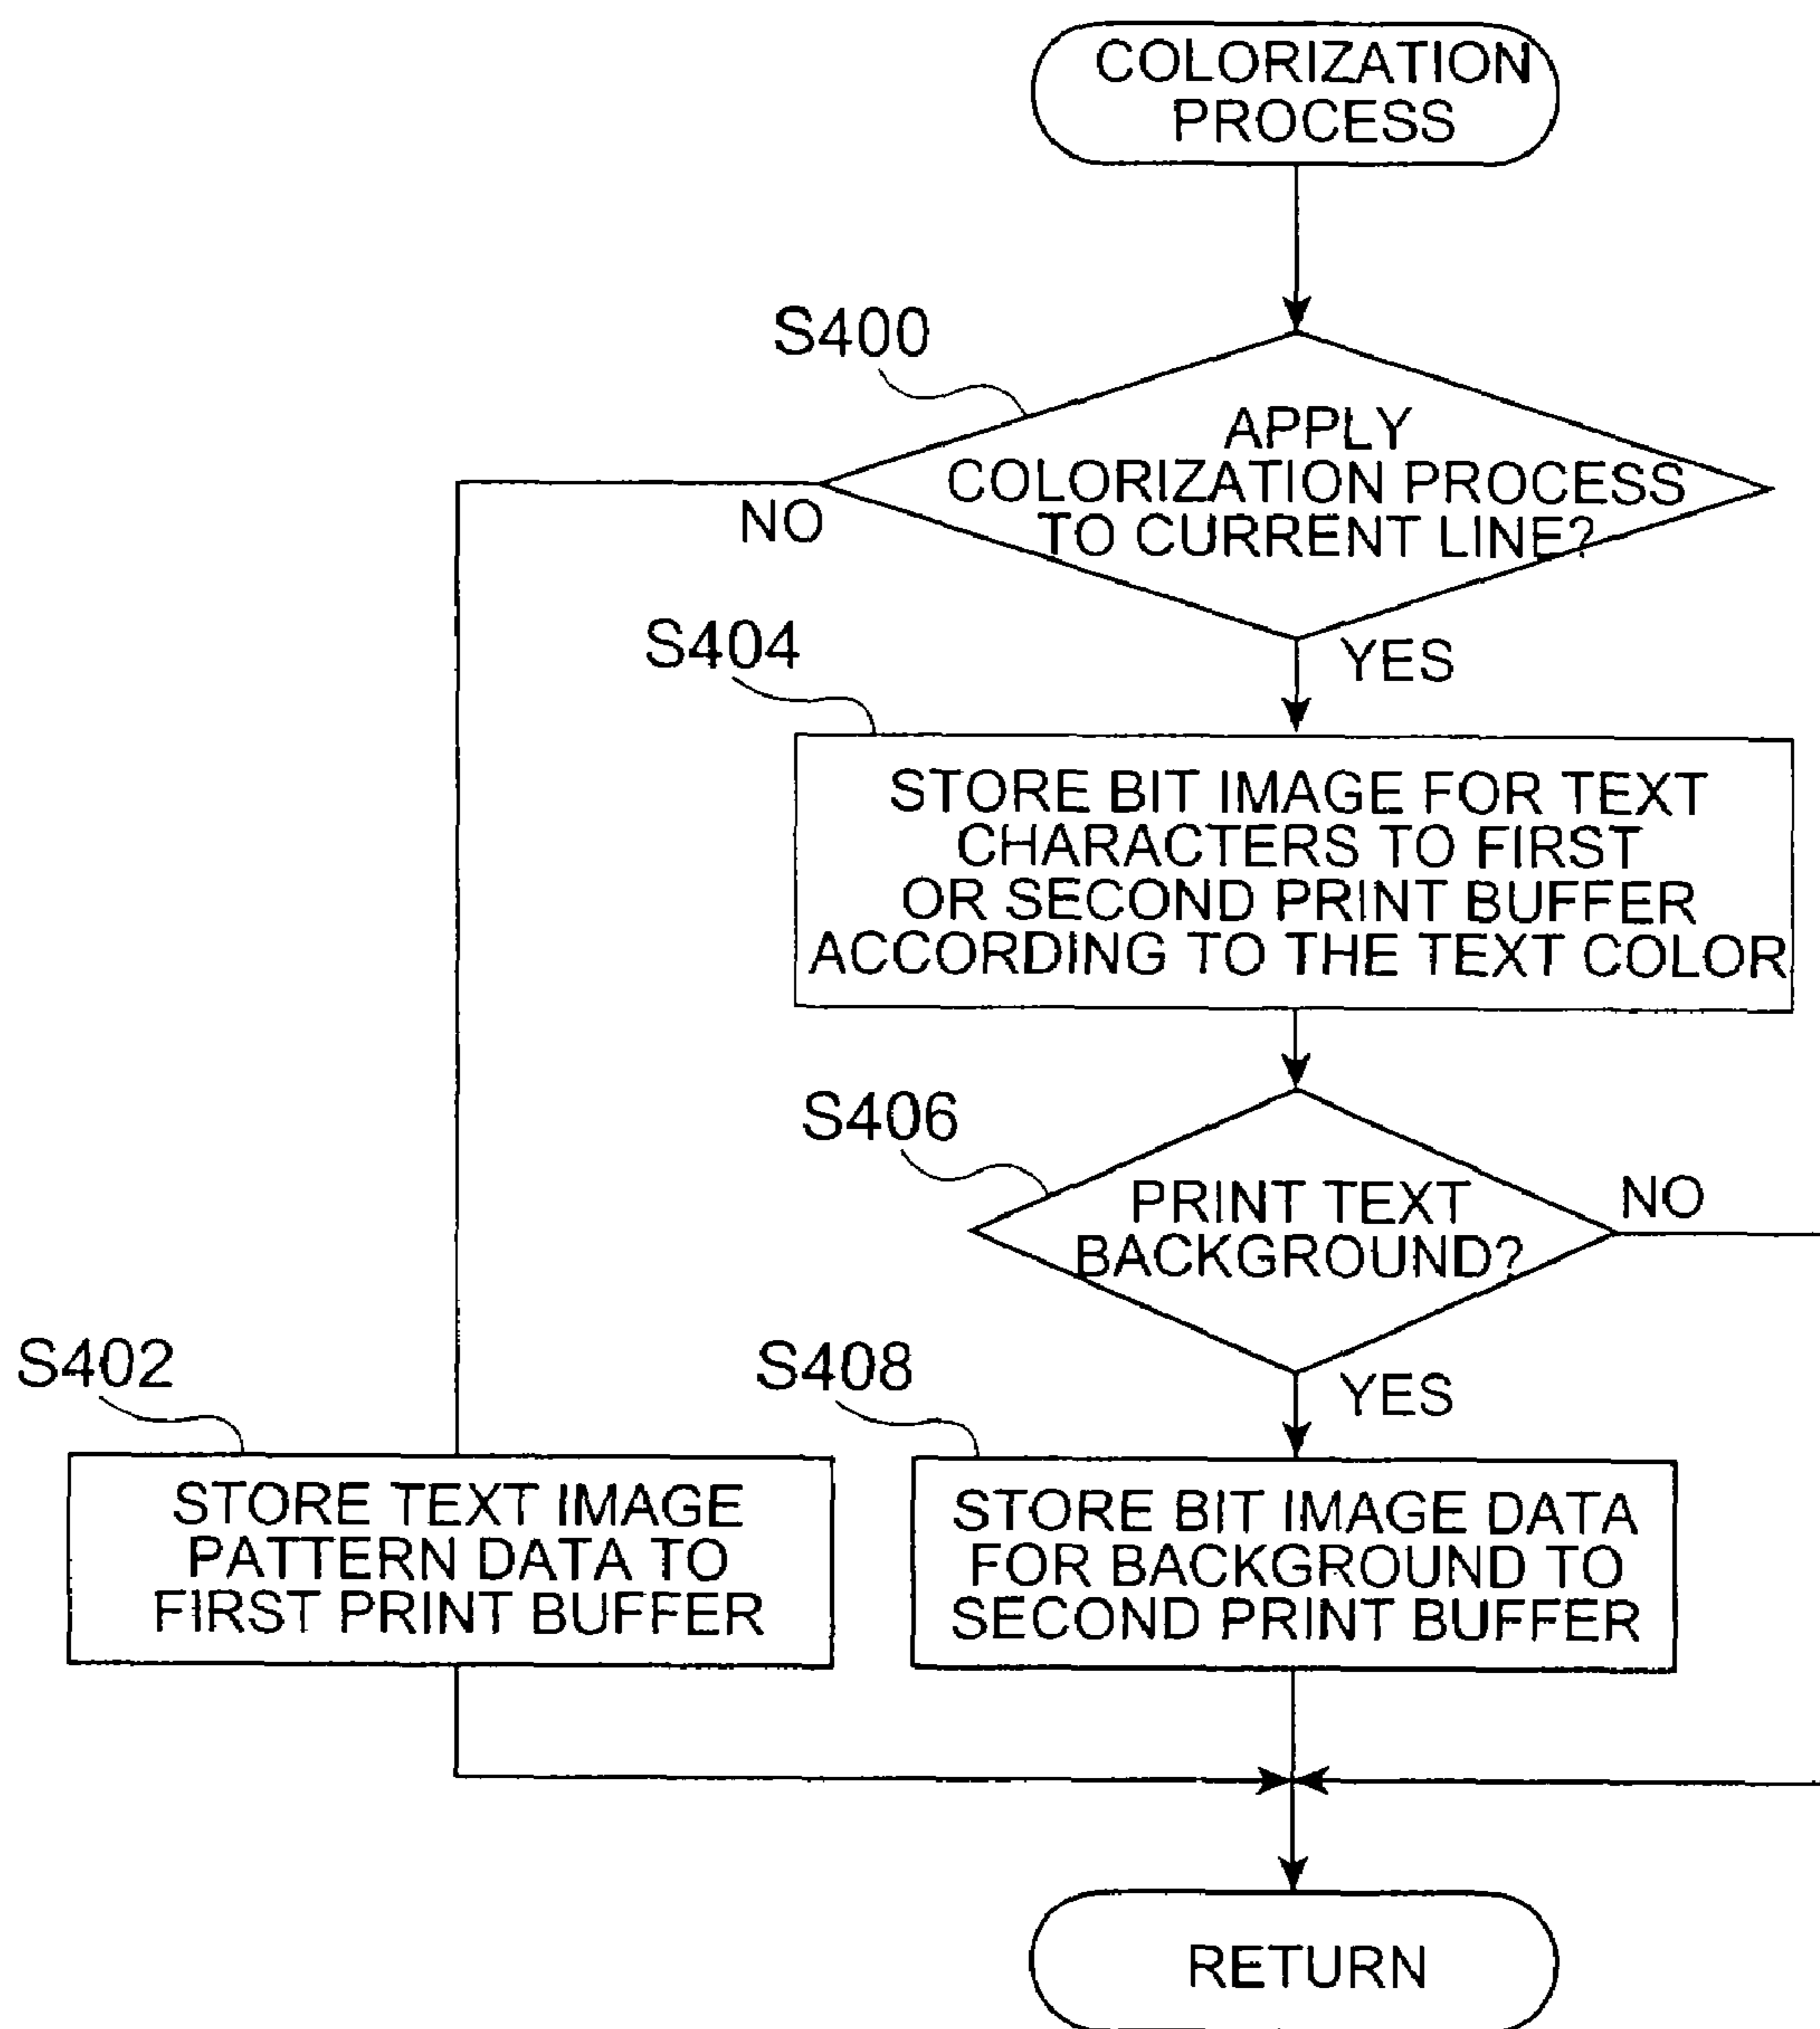 COLORIZATION
PROCESS
S400
APPLY
COLORIZATION PROCESS
TO CURRENT LINE?
NO
YES
S404
STORE BIT IMAGE FOR TEXT
CHARACTERS TO FIRST
OR SECOND PRINT BUFFER
ACCORDING TO THE TEXT COLOR
S406
PRINT TEXT
BACKGROUND?
NO
YES
S402
STORE TEXT IMAGE
PATTERN DATA TO
FIRST PRINT BUFFER
S408
STORE BIT IMAGE DATA
FOR BACKGROUND TO
SECOND PRINT BUFFER
RETURN